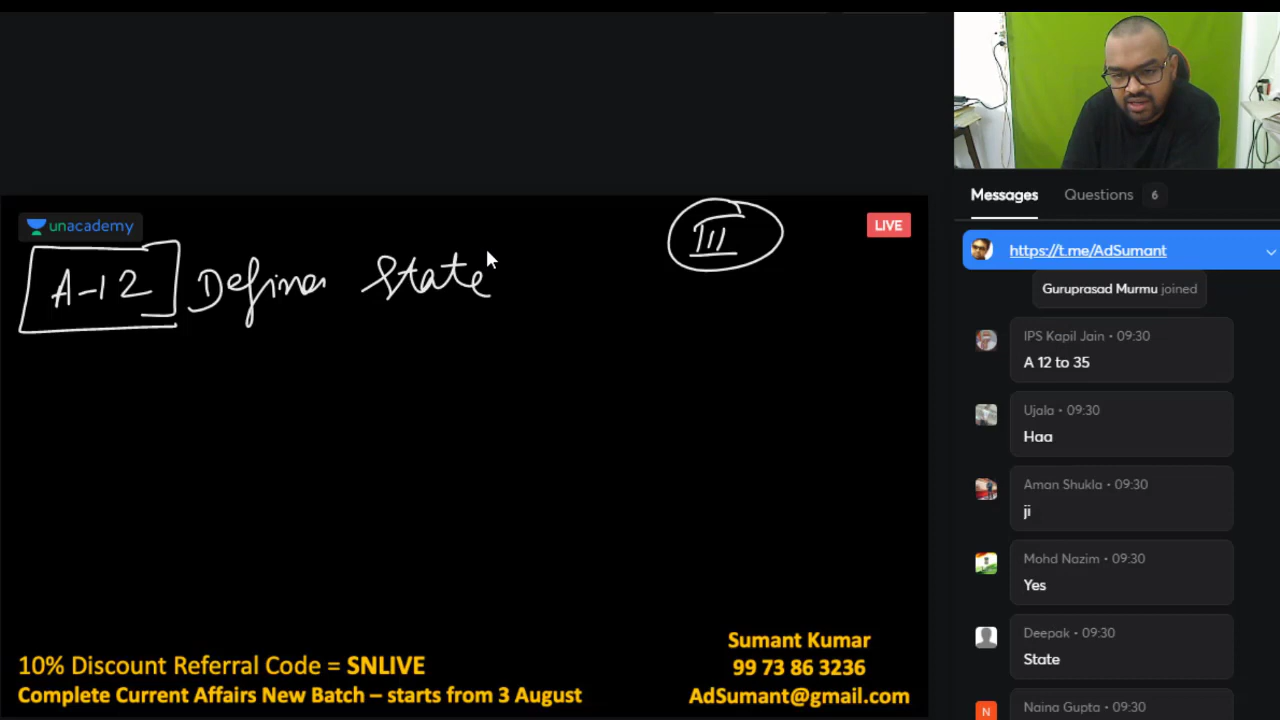 unacademy
LIVE
III
A-12 Defines State
10% Discount Referral Code = SNLIVE
Complete Current Affairs New Batch – starts from 3 August
Sumant Kumar
99 73 86 3236
AdSumant@gmail.com
Messages Questions 6
https://t.me/AdSumant
Guruprasad Murmu joined
IPS Kapil Jain • 09:30
A 12 to 35
Ujala • 09:30
Haa
Aman Shukla • 09:30
ji
Mohd Nazim • 09:30
Yes
Deepak • 09:30
State
N
Naina Gupta • 09:30